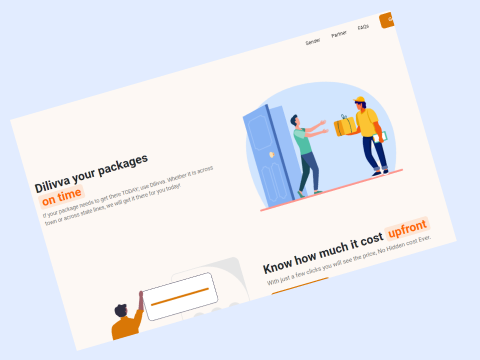 Sender Partner FAQs
Dilivva your packages
on time
If your package needs to get there TODAY, use Dilivva. Whether it is across
town or across state lines, we will get it there for you today!
Know how much it cost upfront
With just a few clicks you will see the price, No Hidden cost Ever.